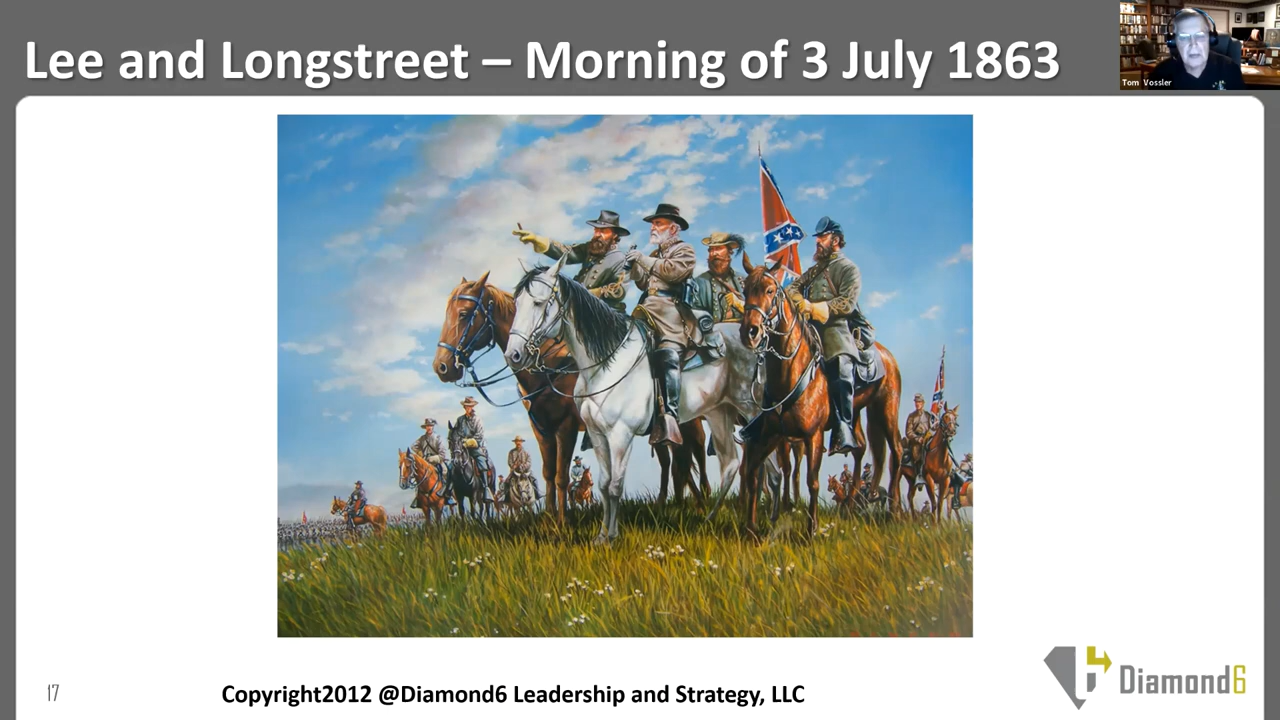 Lee and Longstreet – Morning of 3 July 1863
Tom Vossler
17
Copyright2012 @Diamond6 Leadership and Strategy, LLC
Diamond6